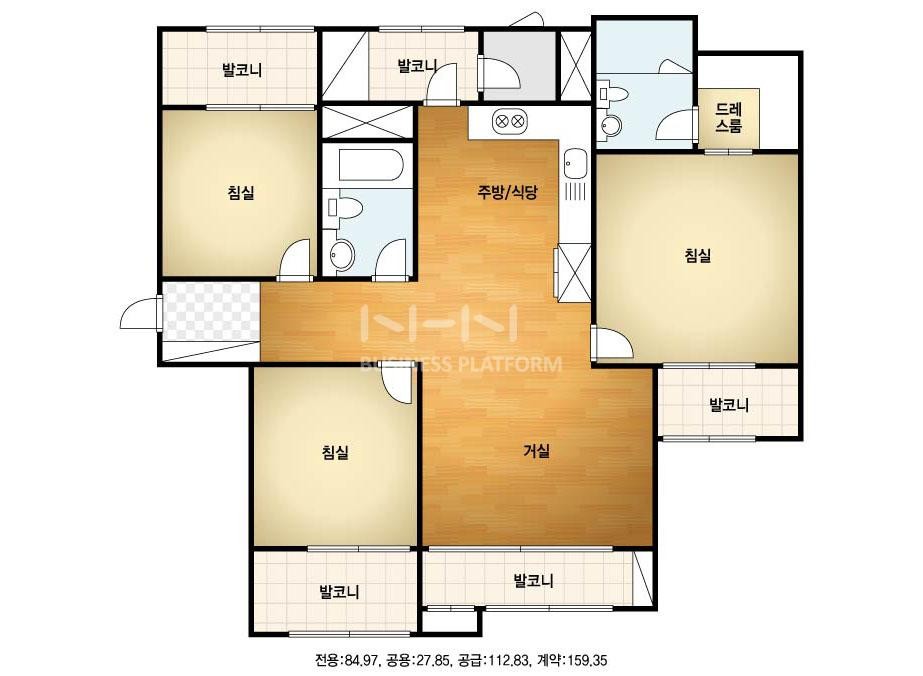 발코니
발코니
드레
스룸
침실
주방/식당
침실
NHN
BUSINESS PLATFORM
발코니
침실
거실
발코니
발코니
전용:84.97, 공용:27.85, 공급:112.83, 계약:159.35